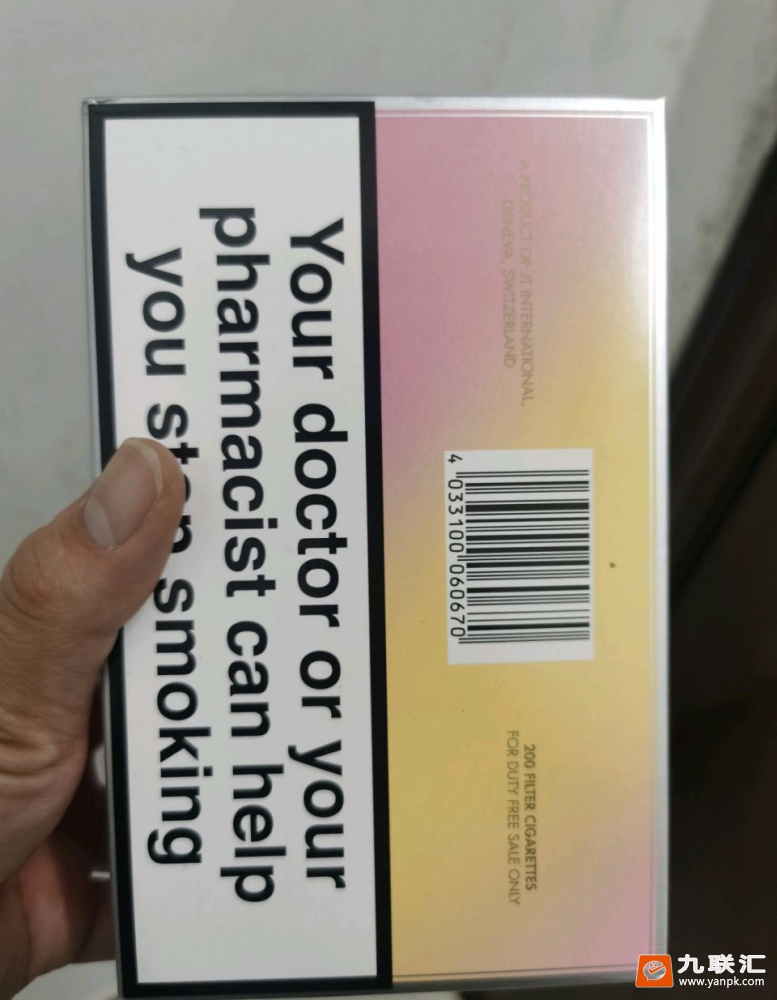 Your doctor or your
pharmacist can help
you stop smoking
A PRODUCT OF JT INTERNATIONAL,
GENEVA, SWITZERLAND
4 033100 060670
200 FILTER CIGARETTES
FOR DUTY FREE SALE ONLY
九联汇
www.yanpk.com